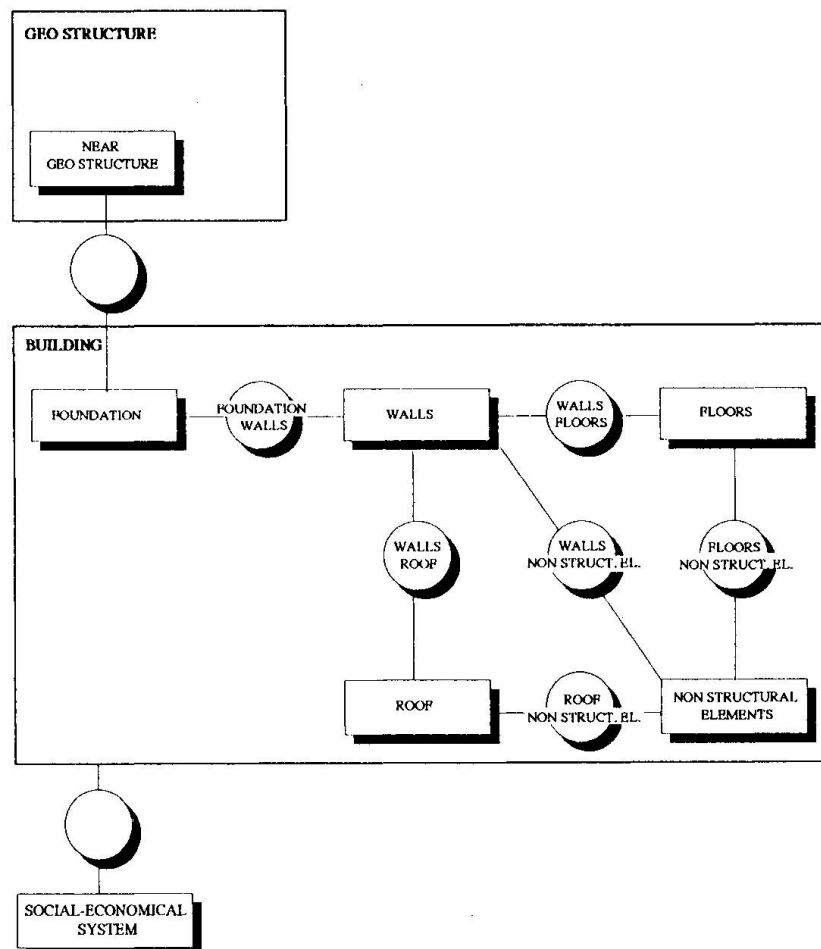 GEO STRUCTURE
NEAR
GEO STRUCTURE
BUILDING
FOUNDATION
FOUNDATION
WALLS
WALLS
WALLS
FLOORS
FLOORS
WALLS
ROOF
WALLS
NON STRUCT. EL.
FLOORS
NON STRUCT. EL.
ROOF
ROOF
NON STRUCT. EL.
NON STRUCTURAL
ELEMENTS
SOCIAL-ECONOMICAL
SYSTEM